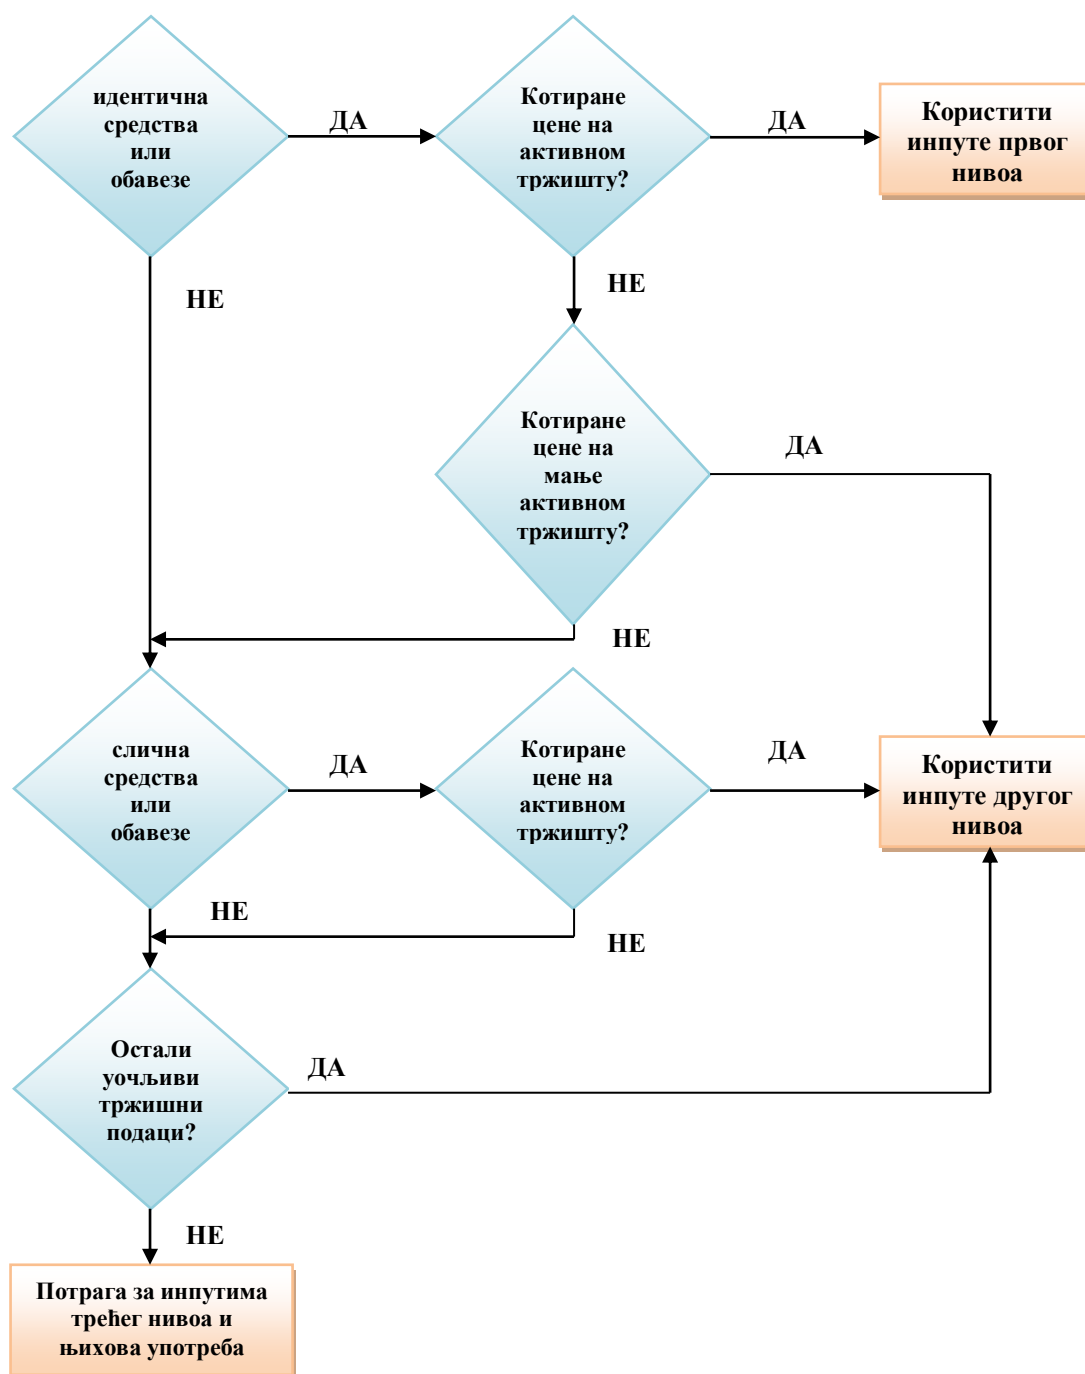 идентична
средства
или
обавезе
ДА
Котиране
цене на
активном
тржишту?
ДА
Користити
инпуте првог
нивоа
НЕ
НЕ
Котиране
цене на
мање
активном
тржишту?
ДА
НЕ
слична
средства
или
обавезе
ДА
Котиране
цене на
активном
тржишту?
ДА
Користити
инпуте другог
нивоа
НЕ
НЕ
Остали
уочљиви
тржишни
подаци?
ДА
НЕ
Потрага за инпутима
трећег нивоа и
њихова употреба